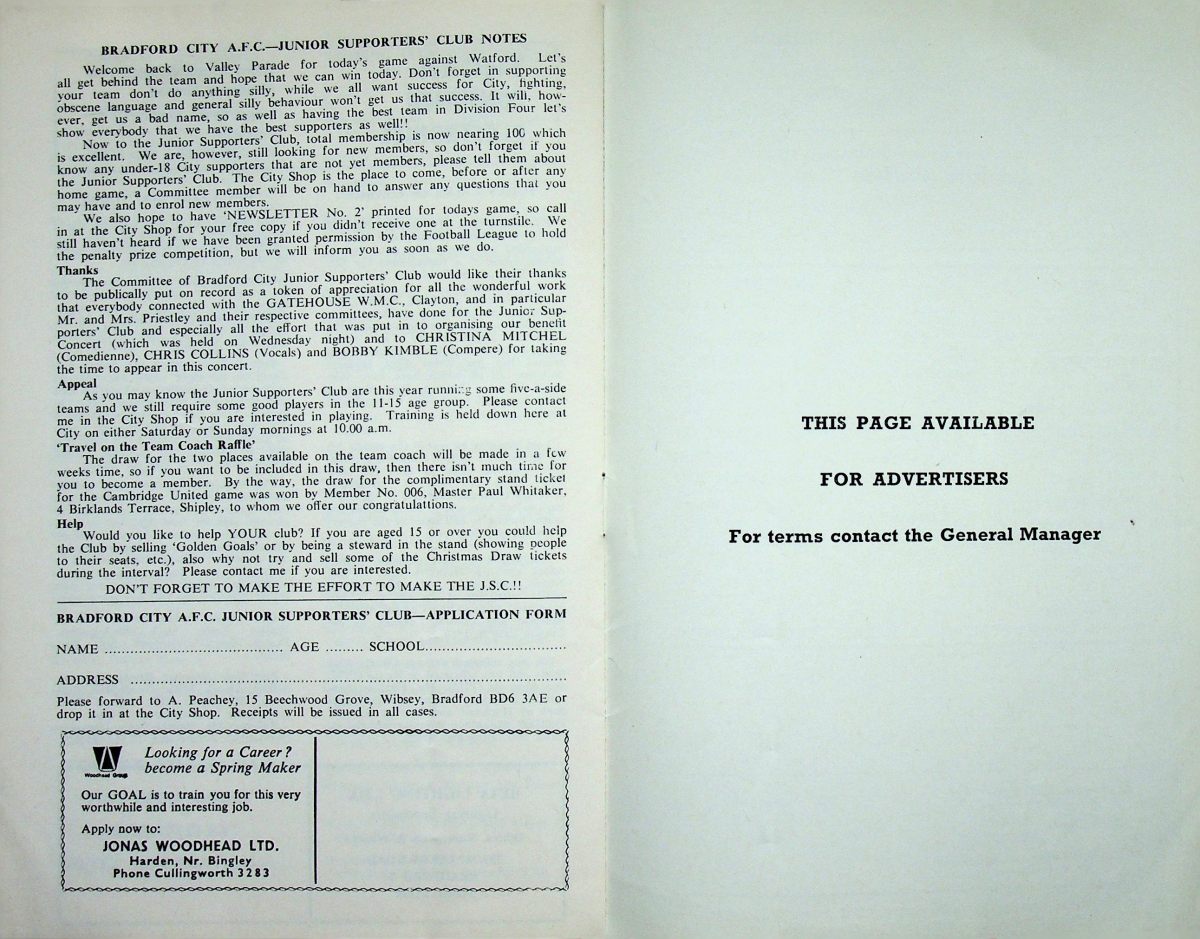 BRADFORD CITY A.F.C.—JUNIOR SUPPORTERS' CLUB NOTES
Welcome back to Valley Parade for today's game against Watford. Let's
all get behind the team and hope that we can win today. Don't forget in supporting
your team don't do anything silly, while we all want success for City, fighting,
obscene language and general silly behaviour won't get us that success. It will, how-
ever, get us a bad name, so as well as having the best team in Division Four let's
show everybody that we have the best supporters as well!!
Now to the Junior Supporters' Club, total membership is now nearing 100 which
is excellent. We are, however, still looking for new members, so don't forget if you
know any under-18 City supporters that are not yet members, please tell them about
the Junior Supporters' Club. The City Shop is the place to come, before or after any
home game, a Committee member will be on hand to answer any questions that you
may have and to enrol new members.
We also hope to have 'NEWSLETTER No. 2' printed for todays game, so call
in at the City Shop for your free copy if you didn't receive one at the turnstile. We
still haven't heard if we have been granted permission by the Football League to hold
the penalty prize competition, but we will inform you as soon as we do.
Thanks
The Committee of Bradford City Junior Supporters' Club would like their thanks
to be publically put on record as a token of appreciation for all the wonderful work
that everybody connected with the GATEHOUSE W.M.C., Clayton, and in particular
Mr. and Mrs. Priestley and their respective committees, have done for the Junior Sup-
porters' Club and especially all the effort that was put in to organising our benefit
Concert (which was held on Wednesday night) and to CHRISTINA MITCHEL
(Comedienne), CHRIS COLLINS (Vocals) and BOBBY KIMBLE (Compere) for taking
the time to appear in this concert.
Appeal
As you may know the Junior Supporters' Club are this year running some five-a-side
teams and we still require some good players in the 11-15 age group. Please contact
me in the City Shop if you are interested in playing. Training is held down here at
City on either Saturday or Sunday mornings at 10.00 a.m.
'Travel on the Team Coach Raffle'
The draw for the two places available on the team coach will be made in a few
weeks time, so if you want to be included in this draw, then there isn't much time for
you to become a member. By the way, the draw for the complimentary stand ticket
for the Cambridge United game was won by Member No. 006, Master Paul Whitaker,
4 Birklands Terrace, Shipley, to whom we offer our congratulattions.
Help
Would you like to help YOUR club? If you are aged 15 or over you could help
the Club by selling 'Golden Goals' or by being a steward in the stand (showing people
to their seats, etc.), also why not try and sell some of the Christmas Draw tickets
during the interval? Please contact me if you are interested.
DON'T FORGET TO MAKE THE EFFORT TO MAKE THE J.S.C.!!
BRADFORD CITY A.F.C. JUNIOR SUPPORTERS' CLUB—APPLICATION FORM
NAME .......................................... AGE ......... SCHOOL.................................
ADDRESS ......................................................................................................
Please forward to A. Peachey, 15 Beechwood Grove, Wibsey, Bradford BD6 3AE or
drop it in at the City Shop. Receipts will be issued in all cases.
Woodhead Group
Looking for a Career?
become a Spring Maker
Our GOAL is to train you for this very
worthwhile and interesting job.
Apply now to:
JONAS WOODHEAD LTD.
Harden, Nr. Bingley
Phone Cullingworth 3283
THIS PAGE AVAILABLE
FOR ADVERTISERS
For terms contact the General Manager